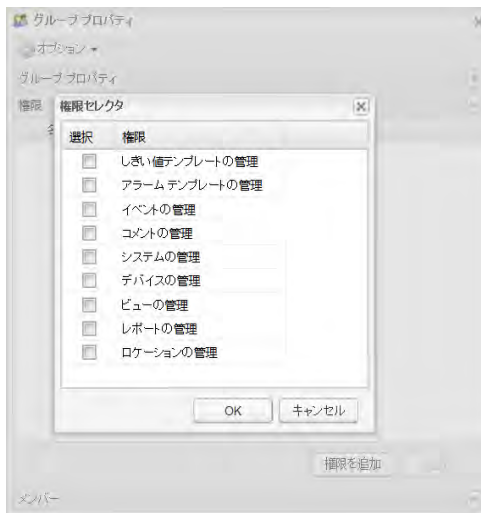 グループ プロパティ
オプション
グループ プロパティ
権限
権限セレクタ
選択 権限
しきい値テンプレートの管理
アラーム テンプレートの管理
イベントの管理
コメントの管理
システムの管理
デバイスの管理
ビューの管理
レポートの管理
ロケーションの管理
OK キャンセル
権限を追加
メンバー